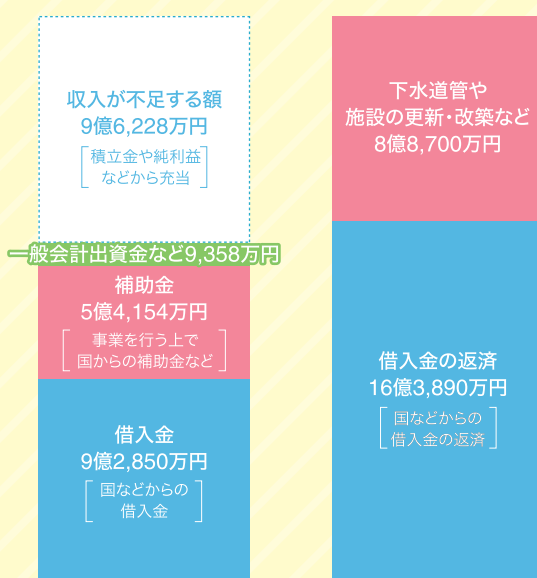 収入が不足する額
9億6,228万円
積立金や純利益
などから充当
一般会計出資金など9,358万円
補助金
5億4,154万円
事業を行う上で
国からの補助金など
借入金
9億2,850万円
国などからの
借入金
下水道管や
施設の更新・改築など
8億8,700万円
借入金の返済
16億3,890万円
国などからの
借入金の返済